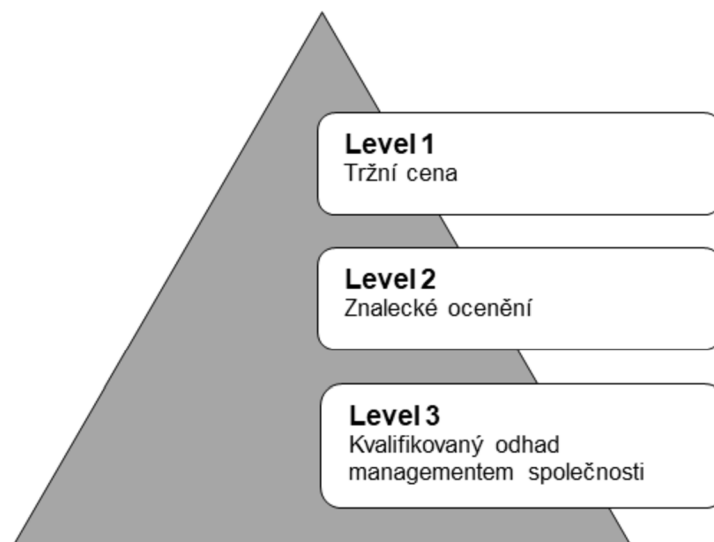 Level 1
Tržní cena
Level 2
Znalecké ocenění
Level 3
Kvalifikovaný odhad
managementem společnosti